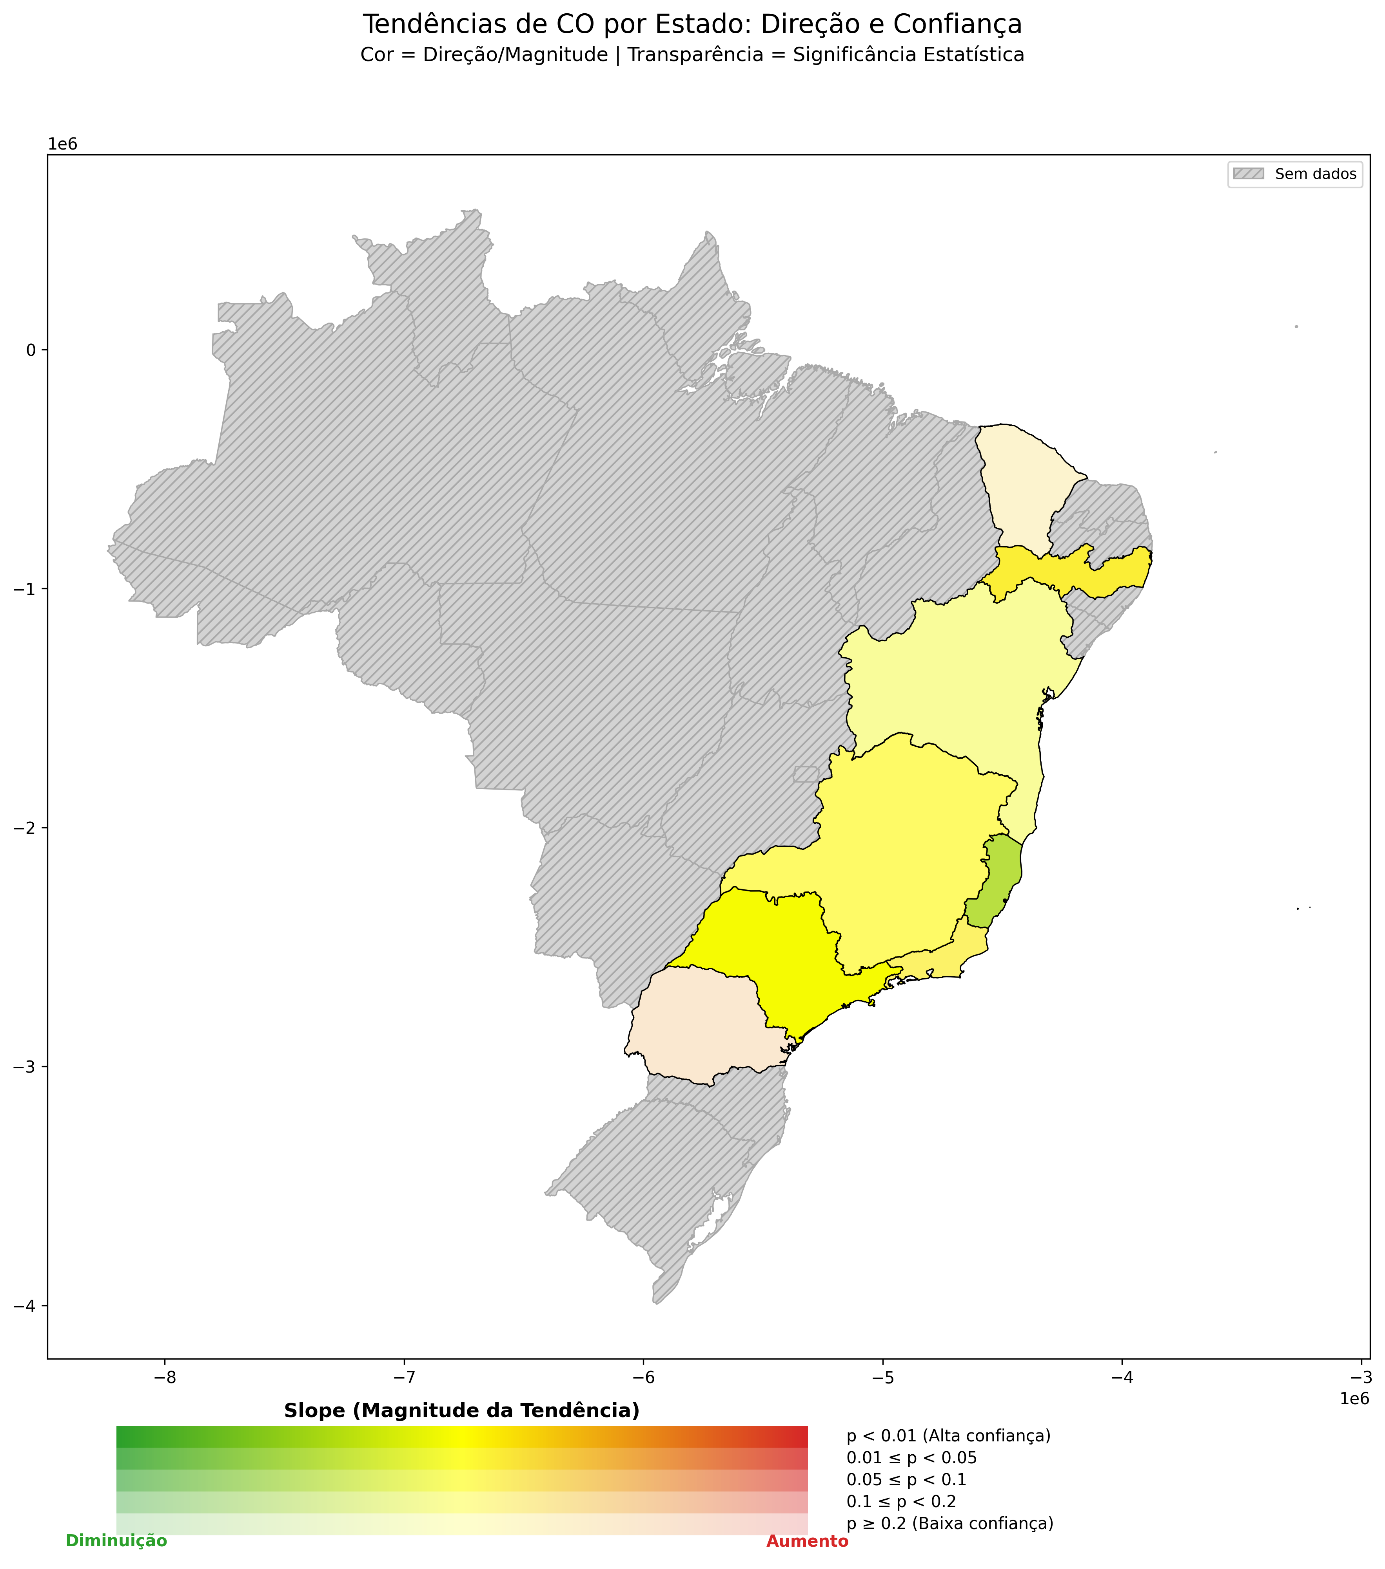 Tendências de CO por Estado: Direção e Confiança
Cor = Direção/Magnitude | Transparência = Significância Estatística
1e6
Sem dados
0
−1
−2
−3
−4
−8
−7
−6
−5
−4
−3
1e6
Slope (Magnitude da Tendência)
p < 0.01 (Alta confiança)
0.01 ≤ p < 0.05
0.05 ≤ p < 0.1
0.1 ≤ p < 0.2
p ≥ 0.2 (Baixa confiança)
Diminuição
Aumento